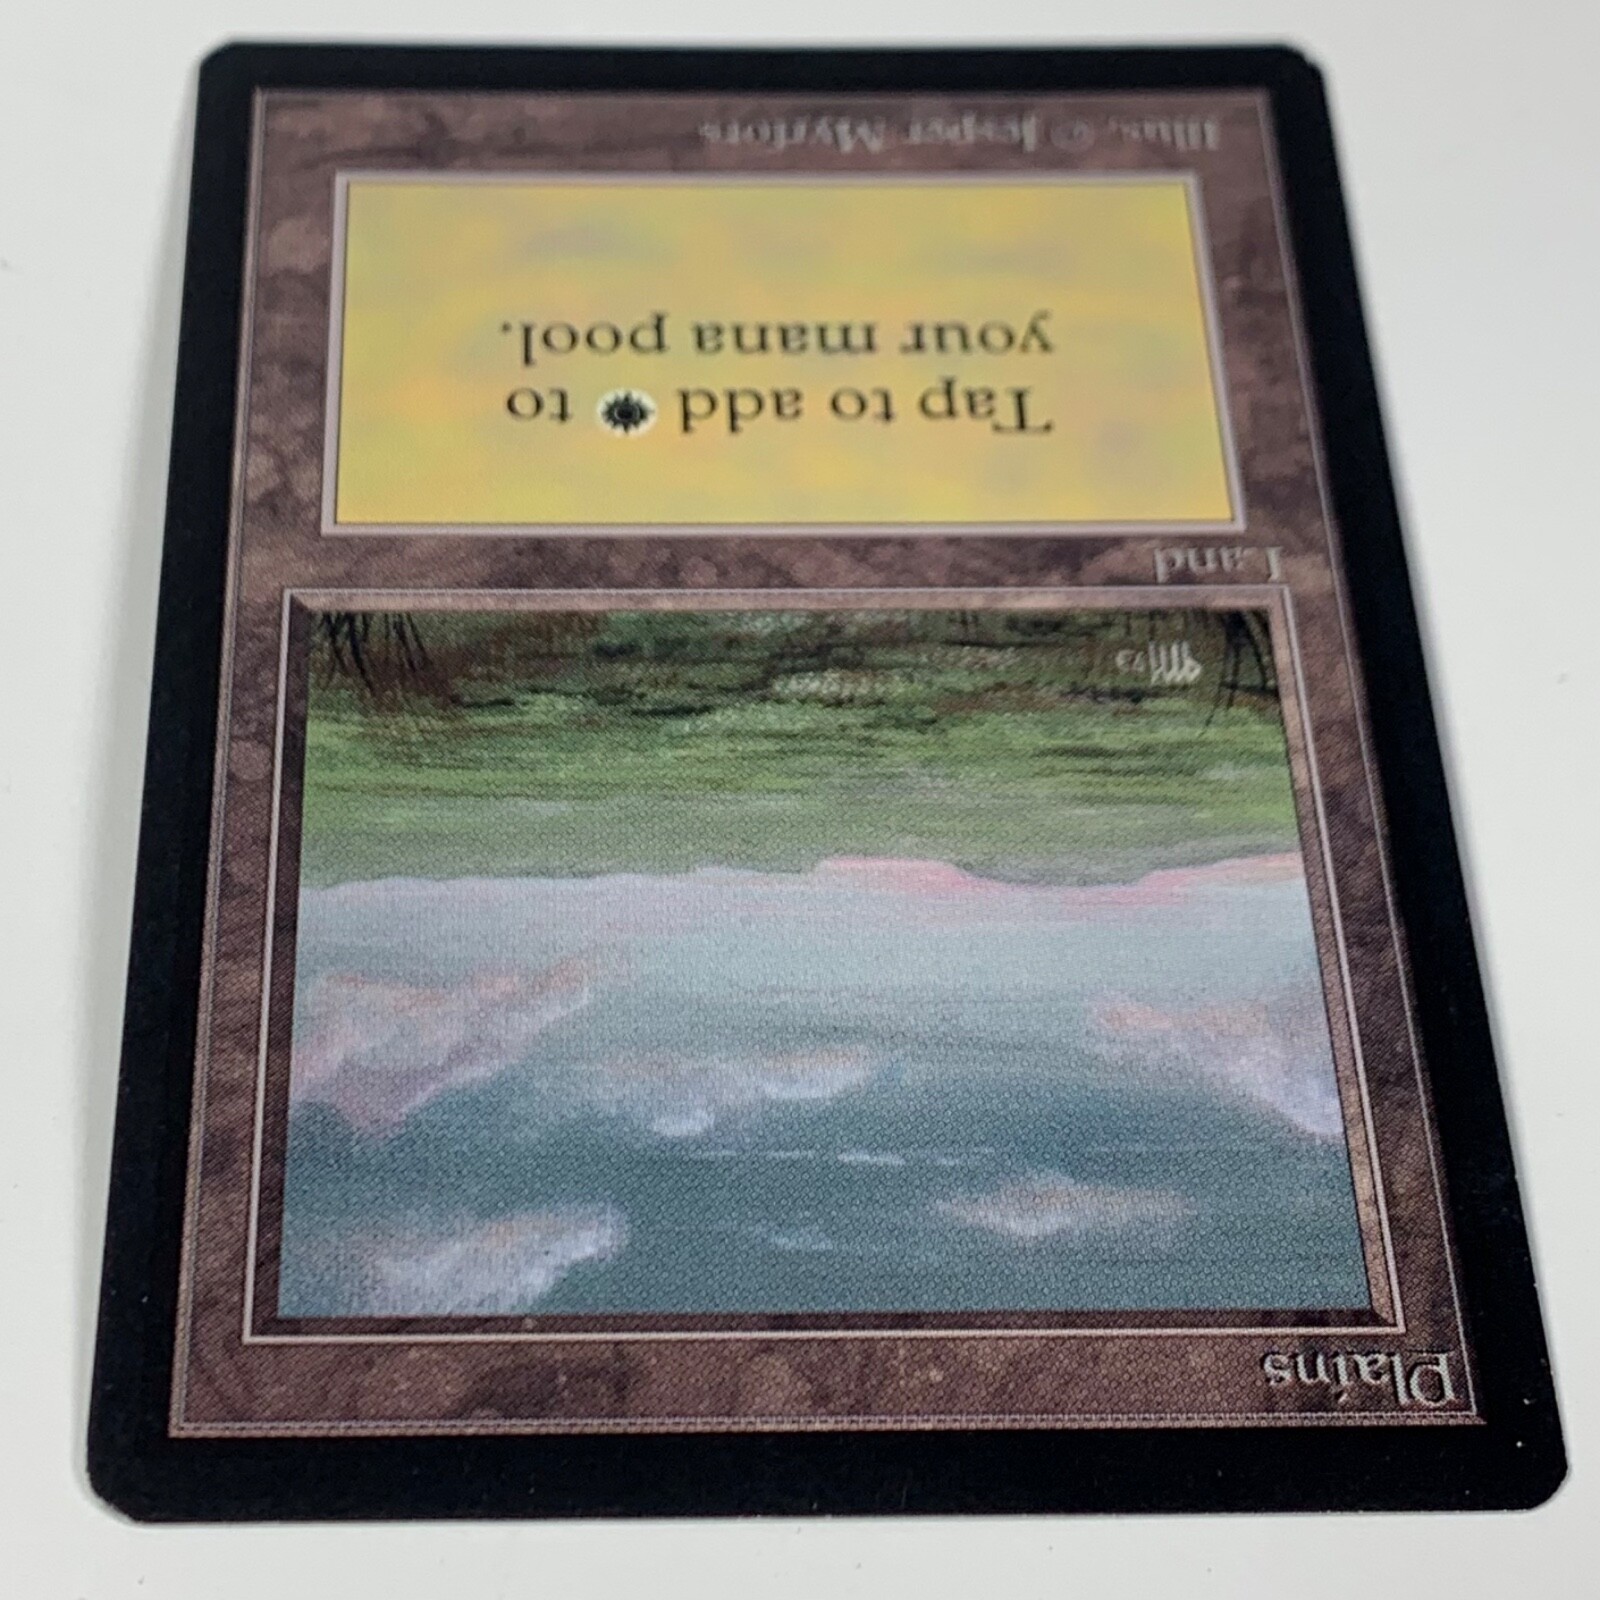 Plains
Land
Tap to add to
your mana pool.
Illus. © Jesper Myrfors